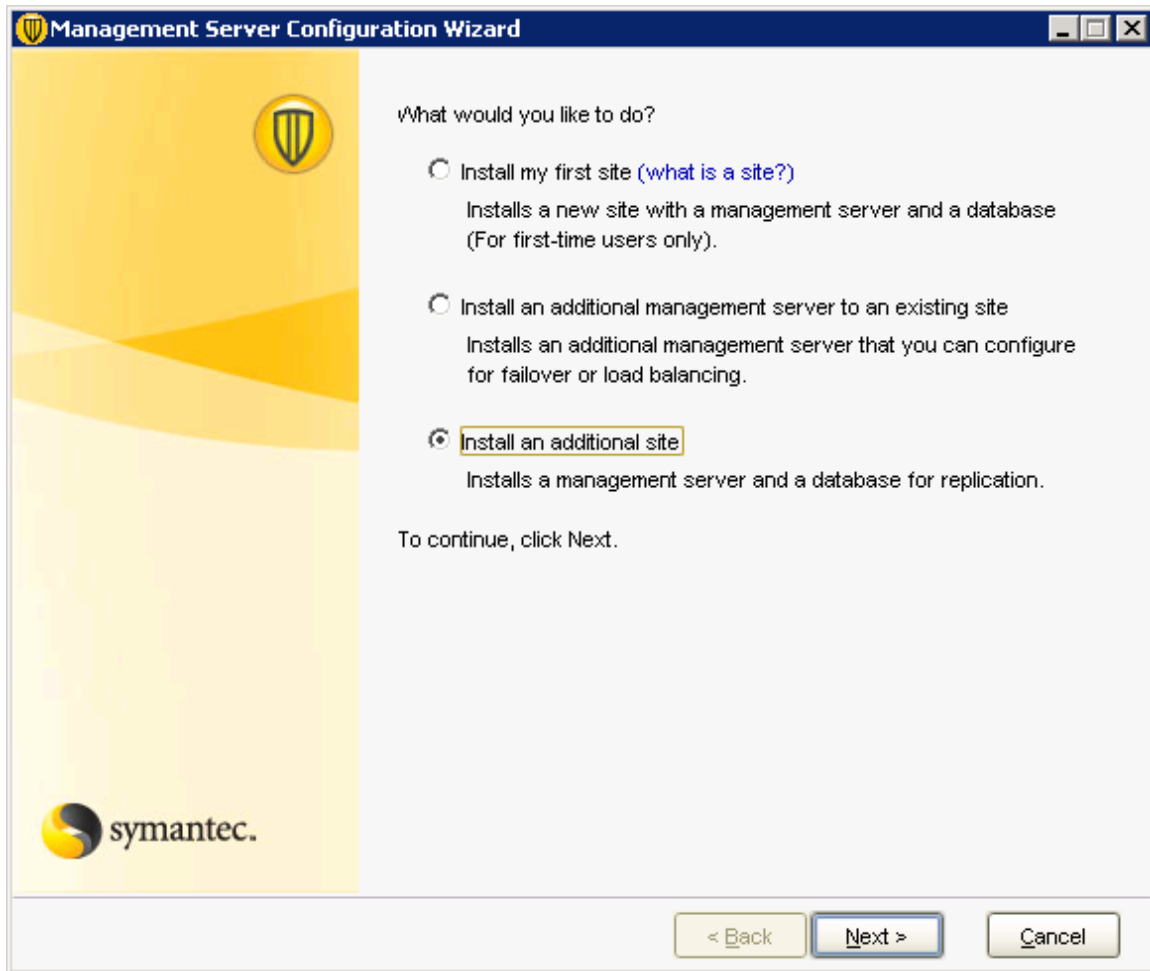 Management Server Configuration Wizard
What would you like to do?
Install my first site (what is a site?)
Installs a new site with a management server and a database
(For first-time users only).
Install an additional management server to an existing site
Installs an additional management server that you can configure
for failover or load balancing.
Install an additional site
Installs a management server and a database for replication.
To continue, click Next.
symantec.
< Back
Next >
Cancel